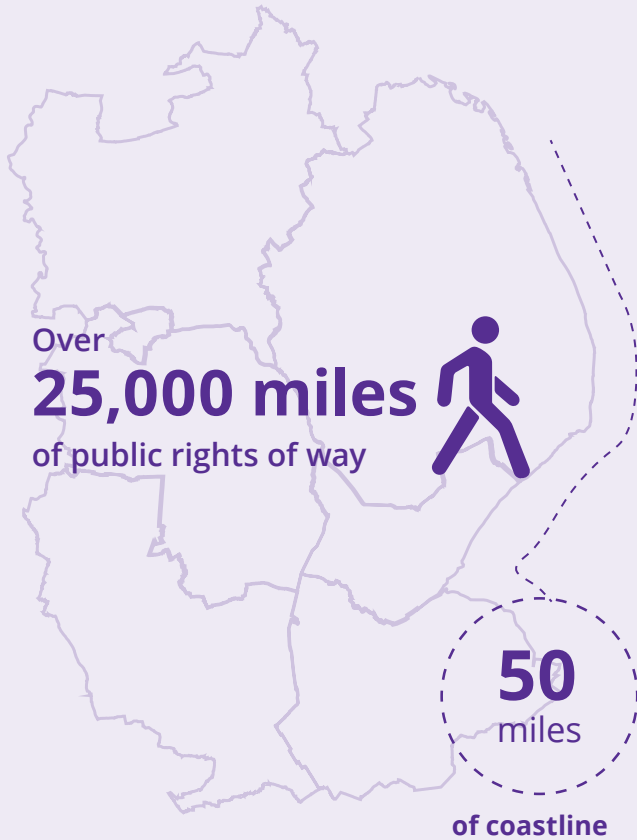 Over
25,000 miles
of public rights of way
50
miles
of coastline